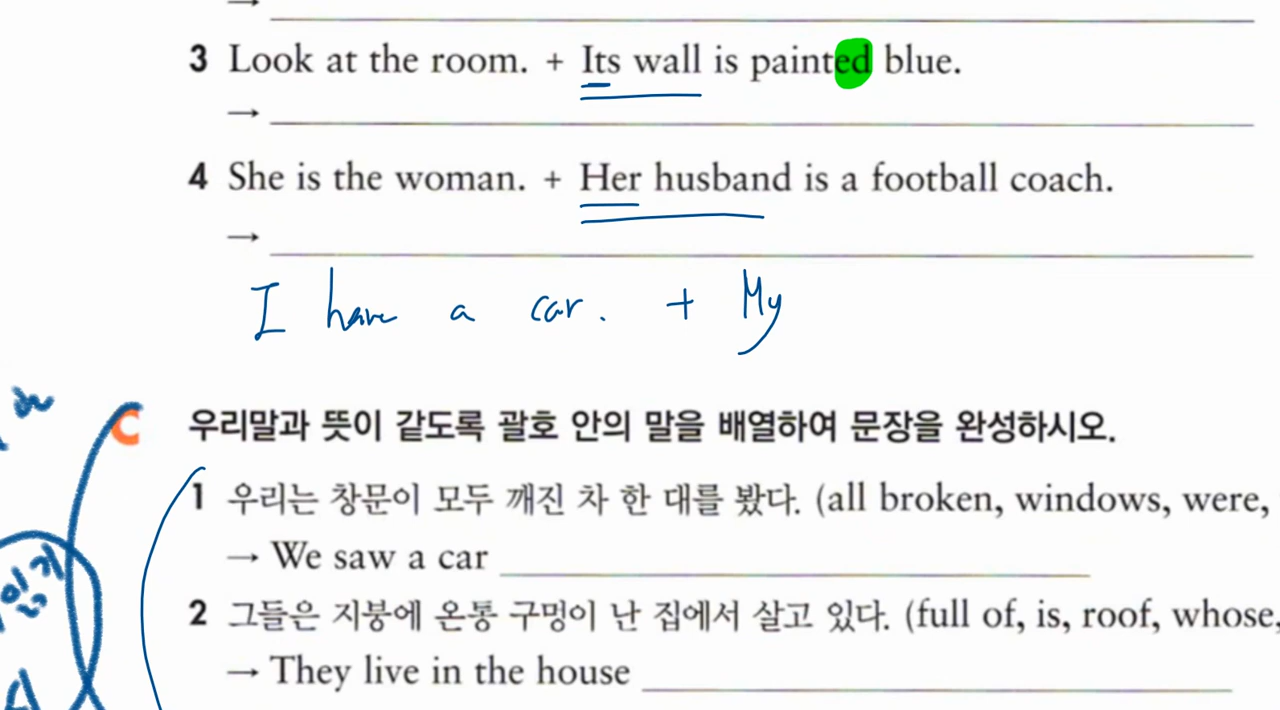 →
3 Look at the room. + Its wall is painted blue.
→
4 She is the woman. + Her husband is a football coach.
→
I have a car. + My
C 우리말과 뜻이 같도록 괄호 안의 말을 배열하여 문장을 완성하시오.
1 우리는 창문이 모두 깨진 차 한 대를 봤다. (all broken, windows, were,
→ We saw a car
2 그들은 지붕에 온통 구멍이 난 집에서 살고 있다. (full of, is, roof, whose,
→ They live in the house